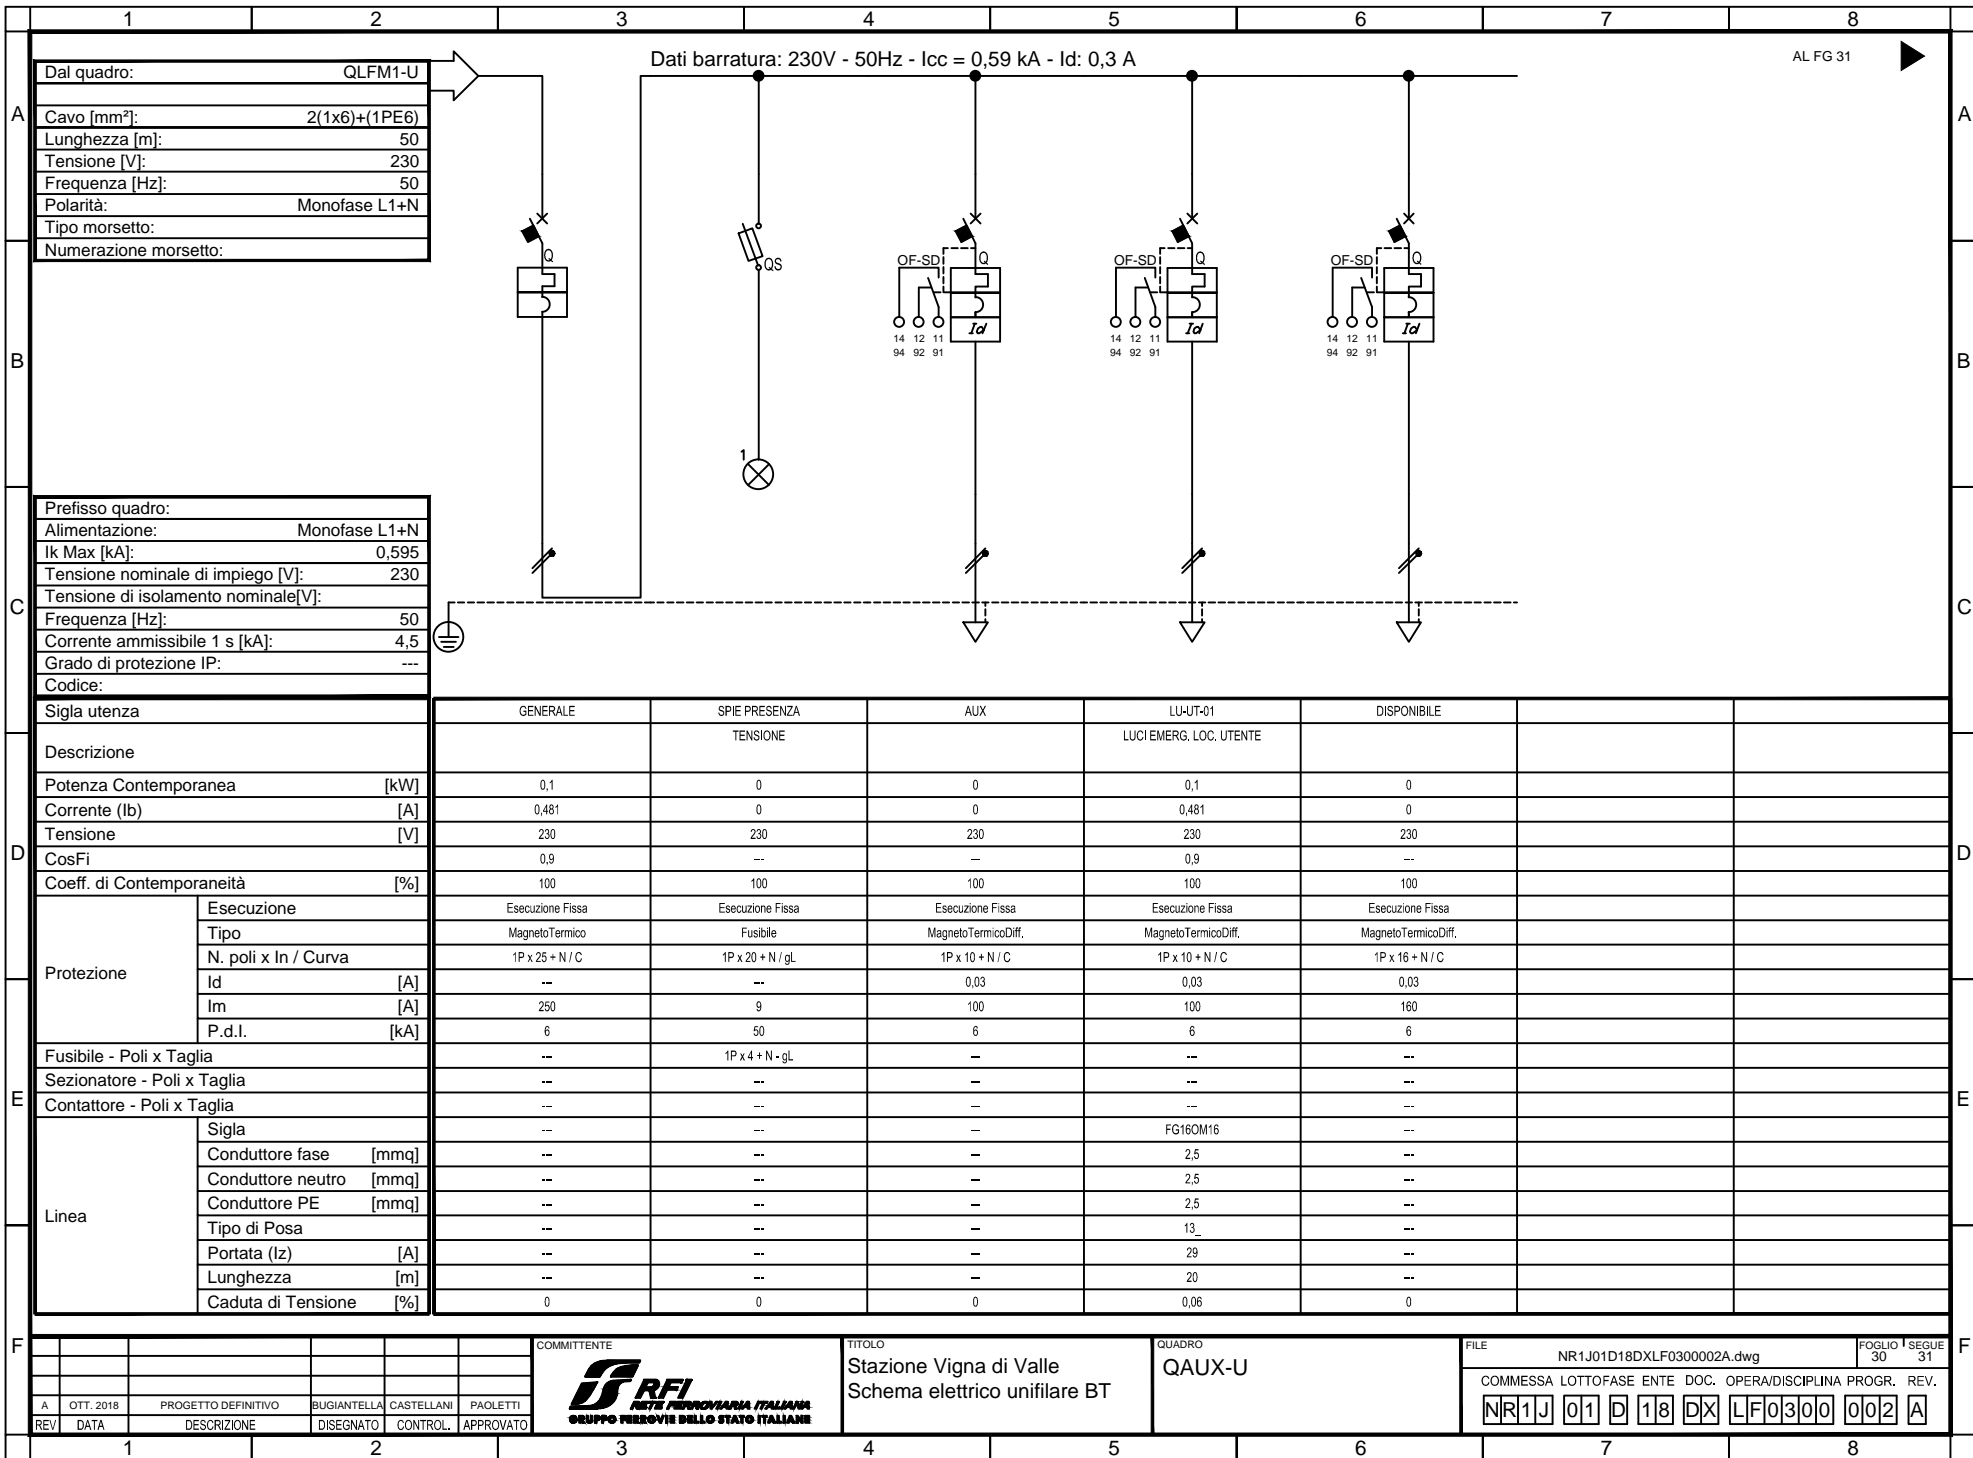 1 2 3 4 5 6 7 8
Dati barratura: 230V - 50Hz - Icc = 0,59 kA - Id: 0,3 A
AL FG 31
Dal quadro: QLFM1-U
Cavo [mm²]: 2(1x6)+(1PE6)
Lunghezza [m]: 50
Tensione [V]: 230
Frequenza [Hz]: 50
Polarità: Monofase L1+N
Tipo morsetto:
Numerazione morsetto:
A A
B B
C C
D D
E E
F F
Q
QS
1
OF-SD Q
Id
14 12 11
94 92 91
OF-SD Q
Id
14 12 11
94 92 91
OF-SD Q
Id
14 12 11
94 92 91
Prefisso quadro:
Alimentazione: Monofase L1+N
Ik Max [kA]: 0,595
Tensione nominale di impiego [V]: 230
Tensione di isolamento nominale[V]:
Frequenza [Hz]: 50
Corrente ammissibile 1 s [kA]: 4,5
Grado di protezione IP: ---
Codice:
Sigla utenza GENERALE SPIE PRESENZA AUX LU-UT-01 DISPONIBILE
Descrizione TENSIONE LUCI EMERG. LOC. UTENTE
Potenza Contemporanea [kW] 0,1 0 0 0,1 0
Corrente (Ib) [A] 0,481 0 0 0,481 0
Tensione [V] 230 230 230 230 230
CosFi 0,9 --- --- 0,9 ---
Coeff. di Contemporaneità [%] 100 100 100 100 100
Protezione
Esecuzione Esecuzione Fissa Esecuzione Fissa Esecuzione Fissa Esecuzione Fissa Esecuzione Fissa
Tipo MagnetoTermico Fusibile MagnetoTermicoDiff. MagnetoTermicoDiff. MagnetoTermicoDiff.
N. poli x In / Curva 1P x 25 + N / C 1P x 20 + N / gL 1P x 10 + N / C 1P x 10 + N / C 1P x 16 + N / C
Id [A] --- --- 0,03 0,03 0,03
Im [A] 250 9 100 100 160
P.d.I. [kA] 6 50 6 6 6
Fusibile - Poli x Taglia --- 1P x 4 + N - gL --- --- ---
Sezionatore - Poli x Taglia --- --- --- --- ---
Contattore - Poli x Taglia --- --- --- --- ---
Linea
Sigla --- --- --- FG16OM16 ---
Conduttore fase [mmq] --- --- --- 2,5 ---
Conduttore neutro [mmq] --- --- --- 2,5 ---
Conduttore PE [mmq] --- --- --- 2,5 ---
Tipo di Posa --- --- --- 13_ ---
Portata (Iz) [A] --- --- --- 29 ---
Lunghezza [m] --- --- --- 20 ---
Caduta di Tensione [%] 0 0 0 0,06 0
A OTT. 2018 PROGETTO DEFINITIVO BUGIANTELLA CASTELLANI PAOLETTI
REV DATA DESCRIZIONE DISEGNATO CONTROL. APPROVATO
COMMITTENTE
RFI
RETE FERROVIARIA ITALIANA
GRUPPO FERROVIE DELLO STATO ITALIANE
TITOLO
Stazione Vigna di Valle
Schema elettrico unifilare BT
QUADRO
QAUX-U
FILE
NR1J01D18DXLF0300002A.dwg
FOGLIO SEGUE
30 31
COMMESSA LOTTO FASE ENTE DOC. OPERA/DISCIPLINA PROGR. REV.
NR1J 01 D 18 DX LF0300 002 A
1 2 3 4 5 6 7 8